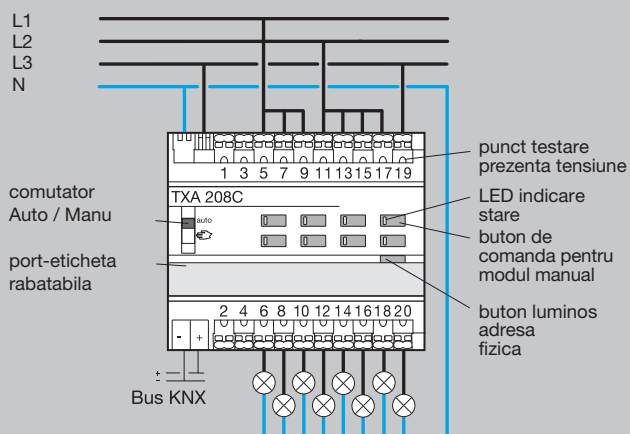 L1
L2
L3
N
1 3 5 7 9 11 13 15 17 19
punct testare
prezenta tensiune
TXA 208C
comutator
Auto / Manu
auto
LED indicare
stare
buton de
comanda pentru
modul manual
port-eticheta
rabatabila
2 4 6 8 10 12 14 16 18 20
buton luminos
adresa
fizica
- +
Bus KNX